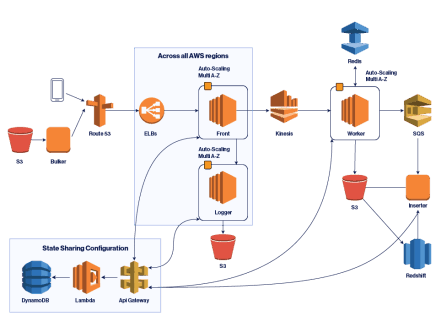 Across all AWS regions
Redis
Auto-Scaling
Multi A-Z
Auto-Scaling
Multi A-Z
Route 53
ELBs
Front
Kinesis
Worker
SQS
S3
Bulker
Auto-Scaling
Multi A-Z
Logger
S3
Inserter
S3
State Sharing Configuration
Redshift
DynamoDB
Lambda
Api Gateway